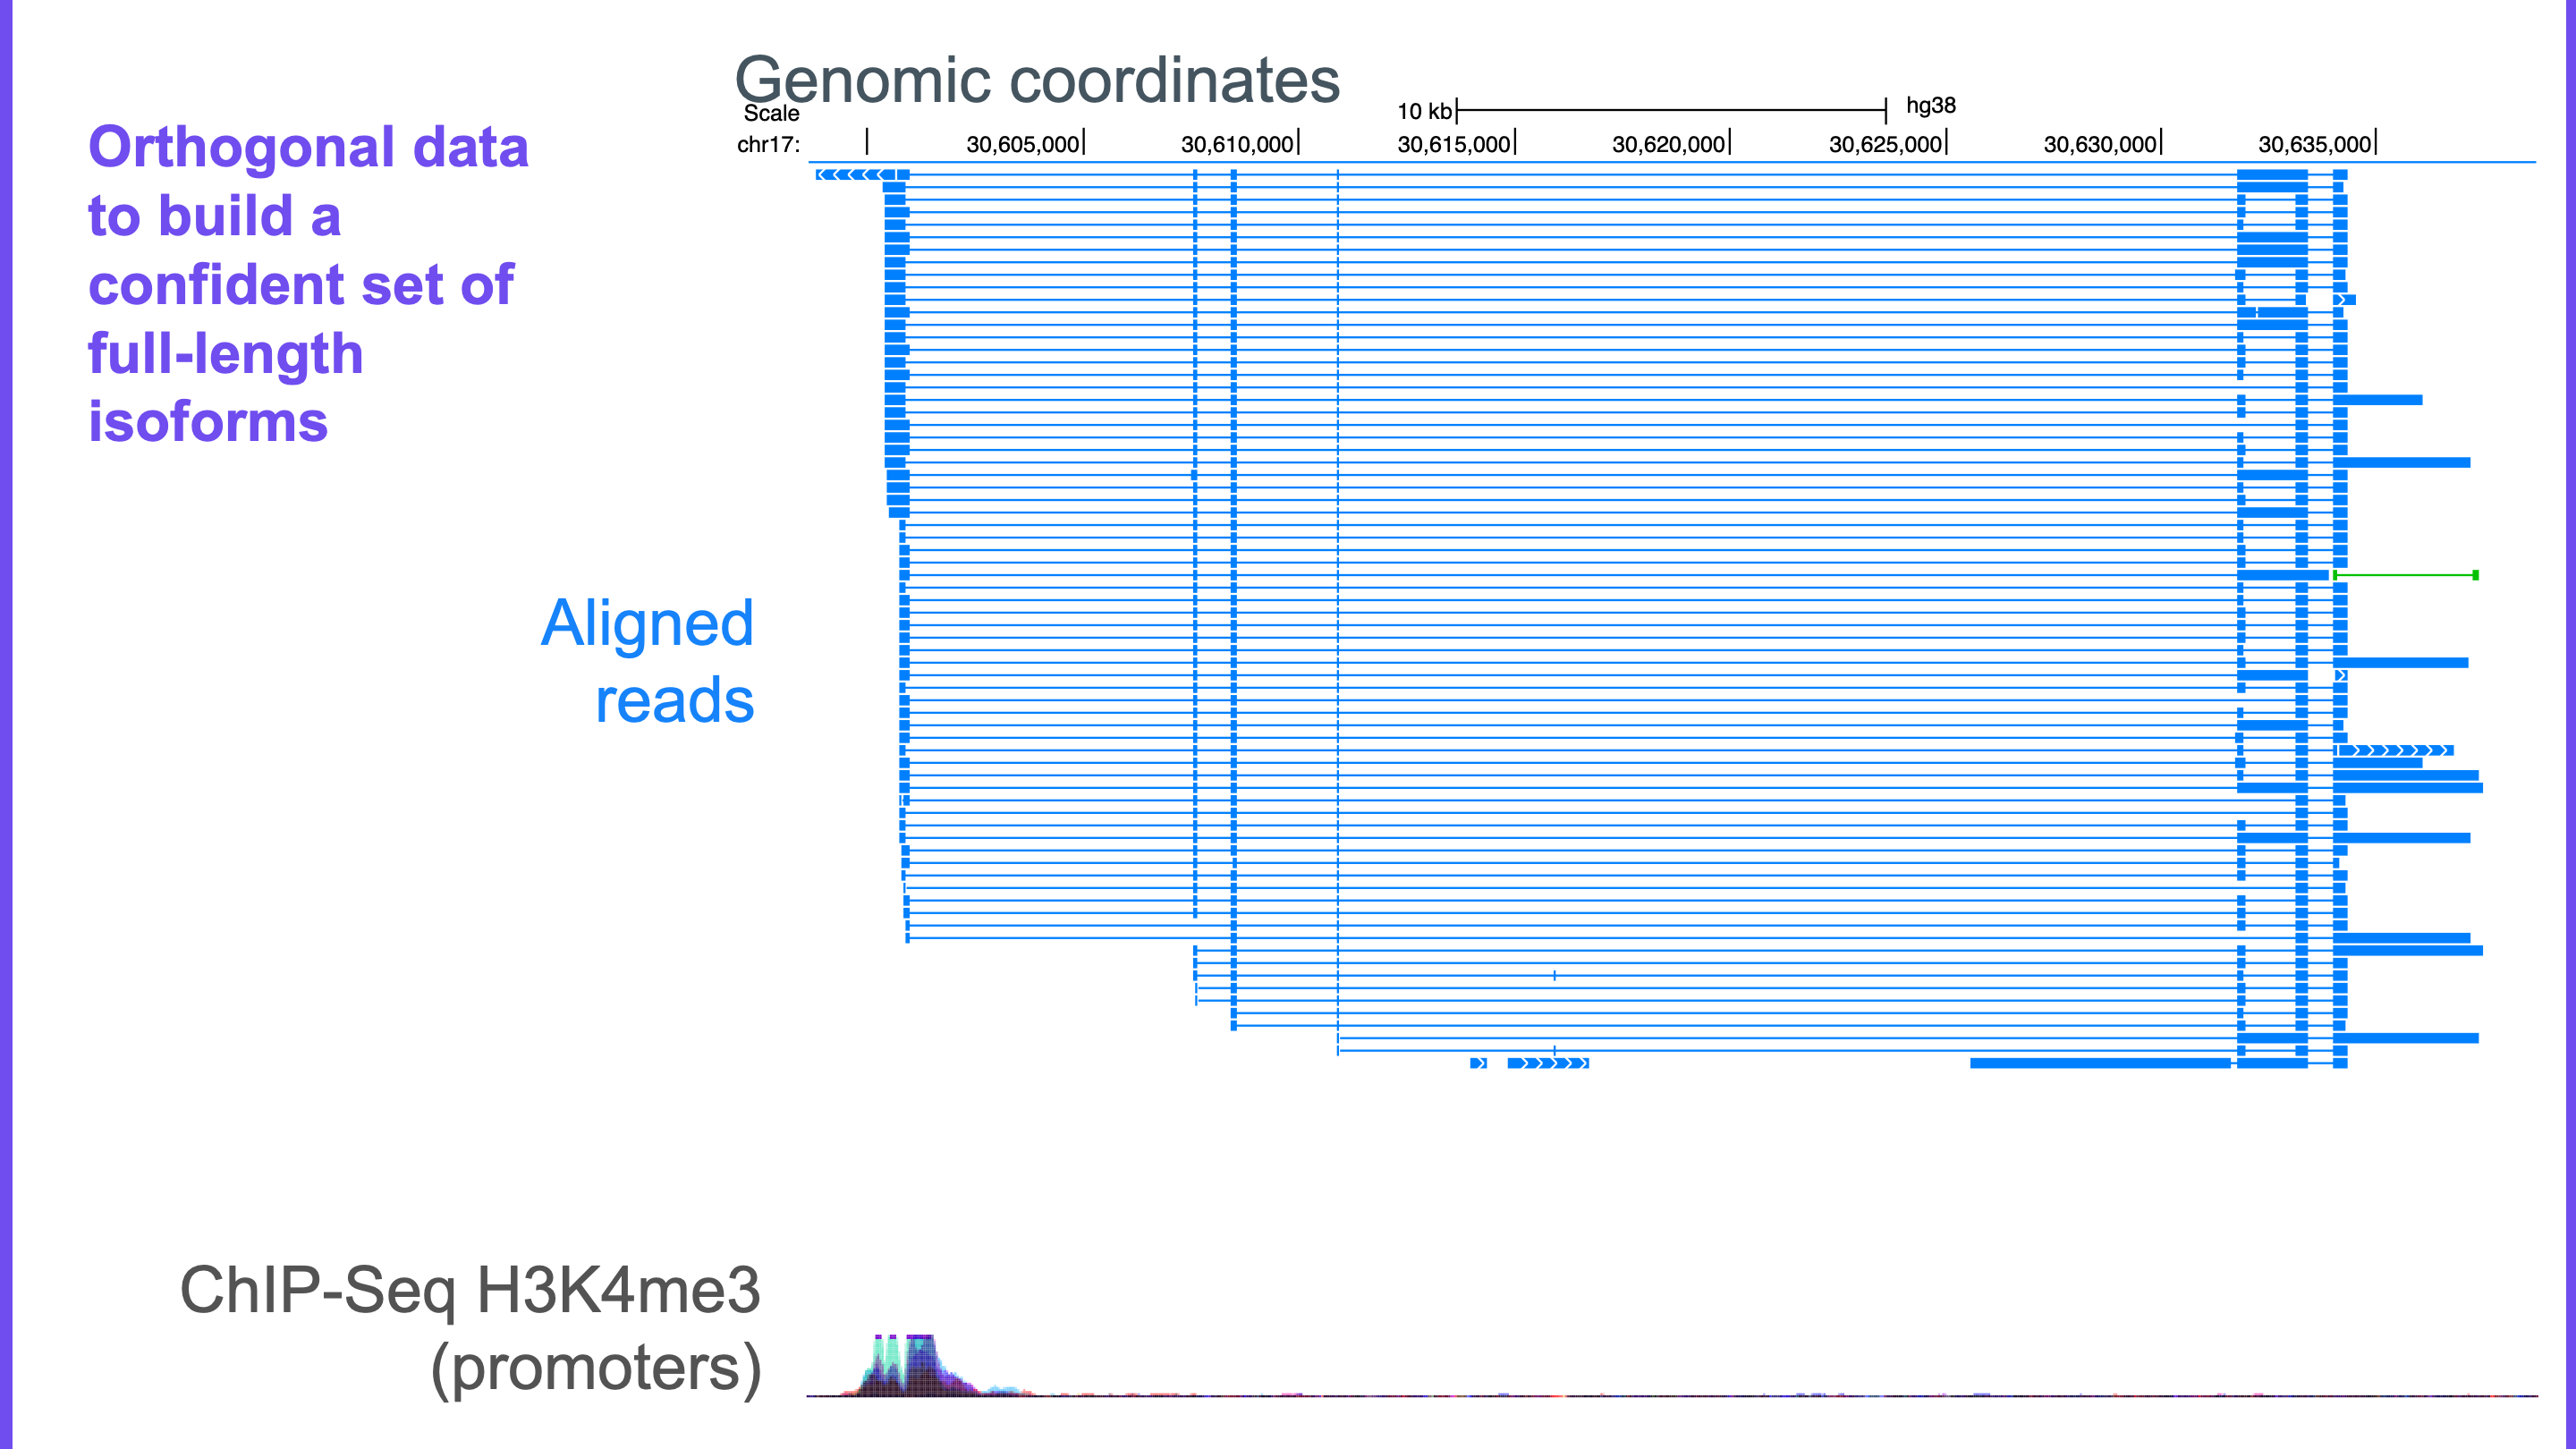 Genomic coordinates
Scale
10 kb
hg38
chr17:
30,605,000
30,610,000
30,615,000
30,620,000
30,625,000
30,630,000
30,635,000
Orthogonal data
to build a
confident set of
full-length
isoforms
Aligned
reads
ChIP-Seq H3K4me3
(promoters)